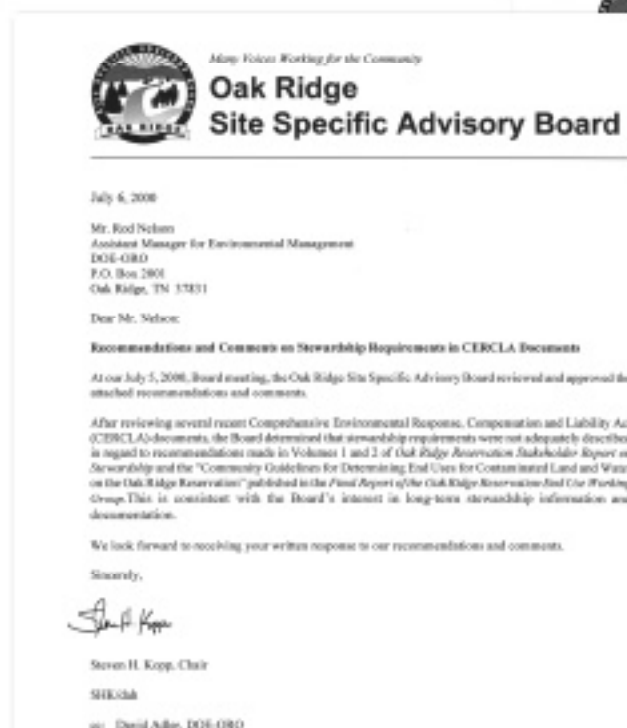 Many Voices Working for the Community
Oak Ridge
Site Specific Advisory Board
OAK RIDGE
July 6, 2000
Mr. Rod Nelson
Assistant Manager for Environmental Management
DOE-ORO
P.O. Box 2001
Oak Ridge, TN 37831
Dear Mr. Nelson:
Recommendations and Comments on Stewardship Requirements in CERCLA Documents
At our July 5, 2000, Board meeting, the Oak Ridge Site Specific Advisory Board reviewed and approved the
attached recommendations and comments.
After reviewing several recent Comprehensive Environmental Response, Compensation and Liability Ac
(CERCLA) documents, the Board determined that stewardship requirements were not adequately describe
in regard to recommendations made in Volumes 1 and 2 of Oak Ridge Reservation Stakeholder Report on
Stewardship and the "Community Guidelines for Determining End Uses for Contaminated Land and Wate
on the Oak Ridge Reservation" published in the Final Report of the Oak Ridge Reservation End Use Working
Group. This is consistent with the Board's interest in long-term stewardship information and
documentation.
We look forward to receiving your written response to our recommendations and comments.
Sincerely,
Steven H. Kopp
Steven H. Kopp, Chair
SHK/dah
cc: David Adler, DOE-ORO